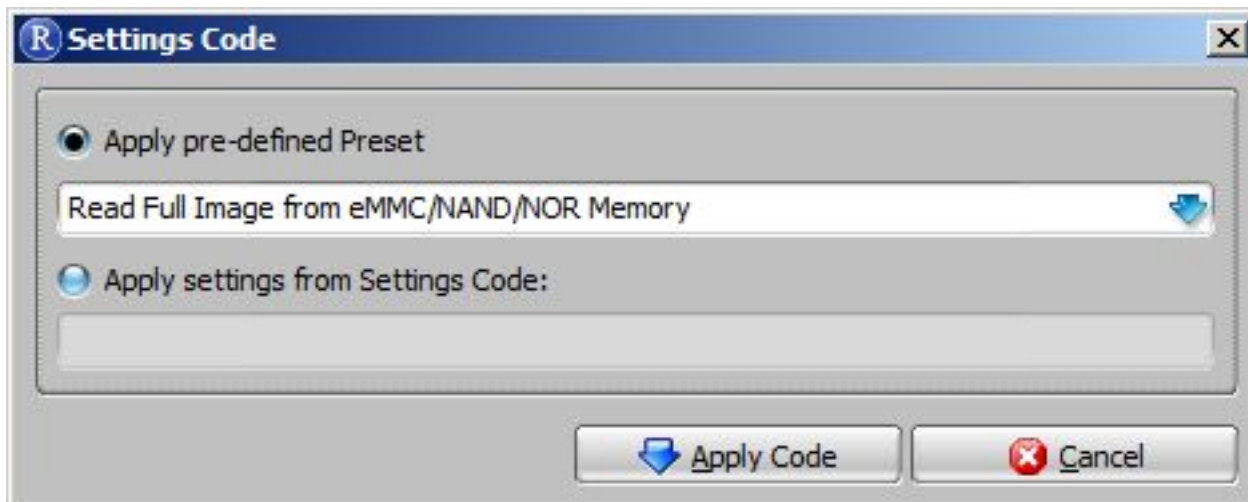 R Settings Code
Apply pre-defined Preset
Read Full Image from eMMC/NAND/NOR Memory
Apply settings from Settings Code:
Apply Code Cancel